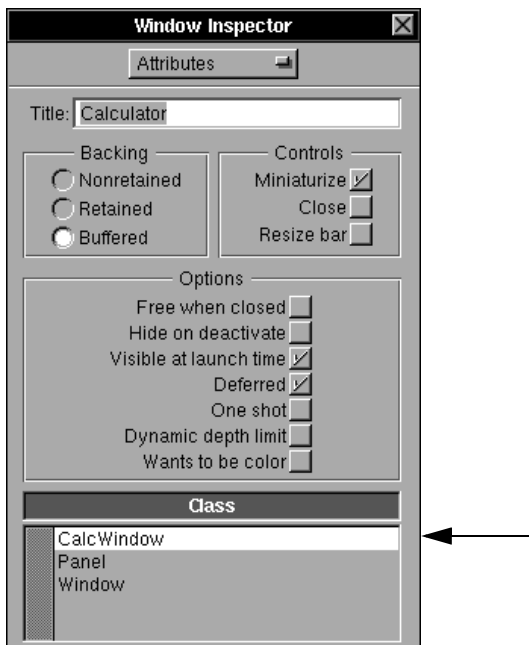 Window Inspector
Attributes
Title: Calculator
Backing
Nonretained
Retained
Buffered
Controls
Miniaturize
Close
Resize bar
Options
Free when closed
Hide on deactivate
Visible at launch time
Deferred
One shot
Dynamic depth limit
Wants to be color
Class
CalcWindow
Panel
Window